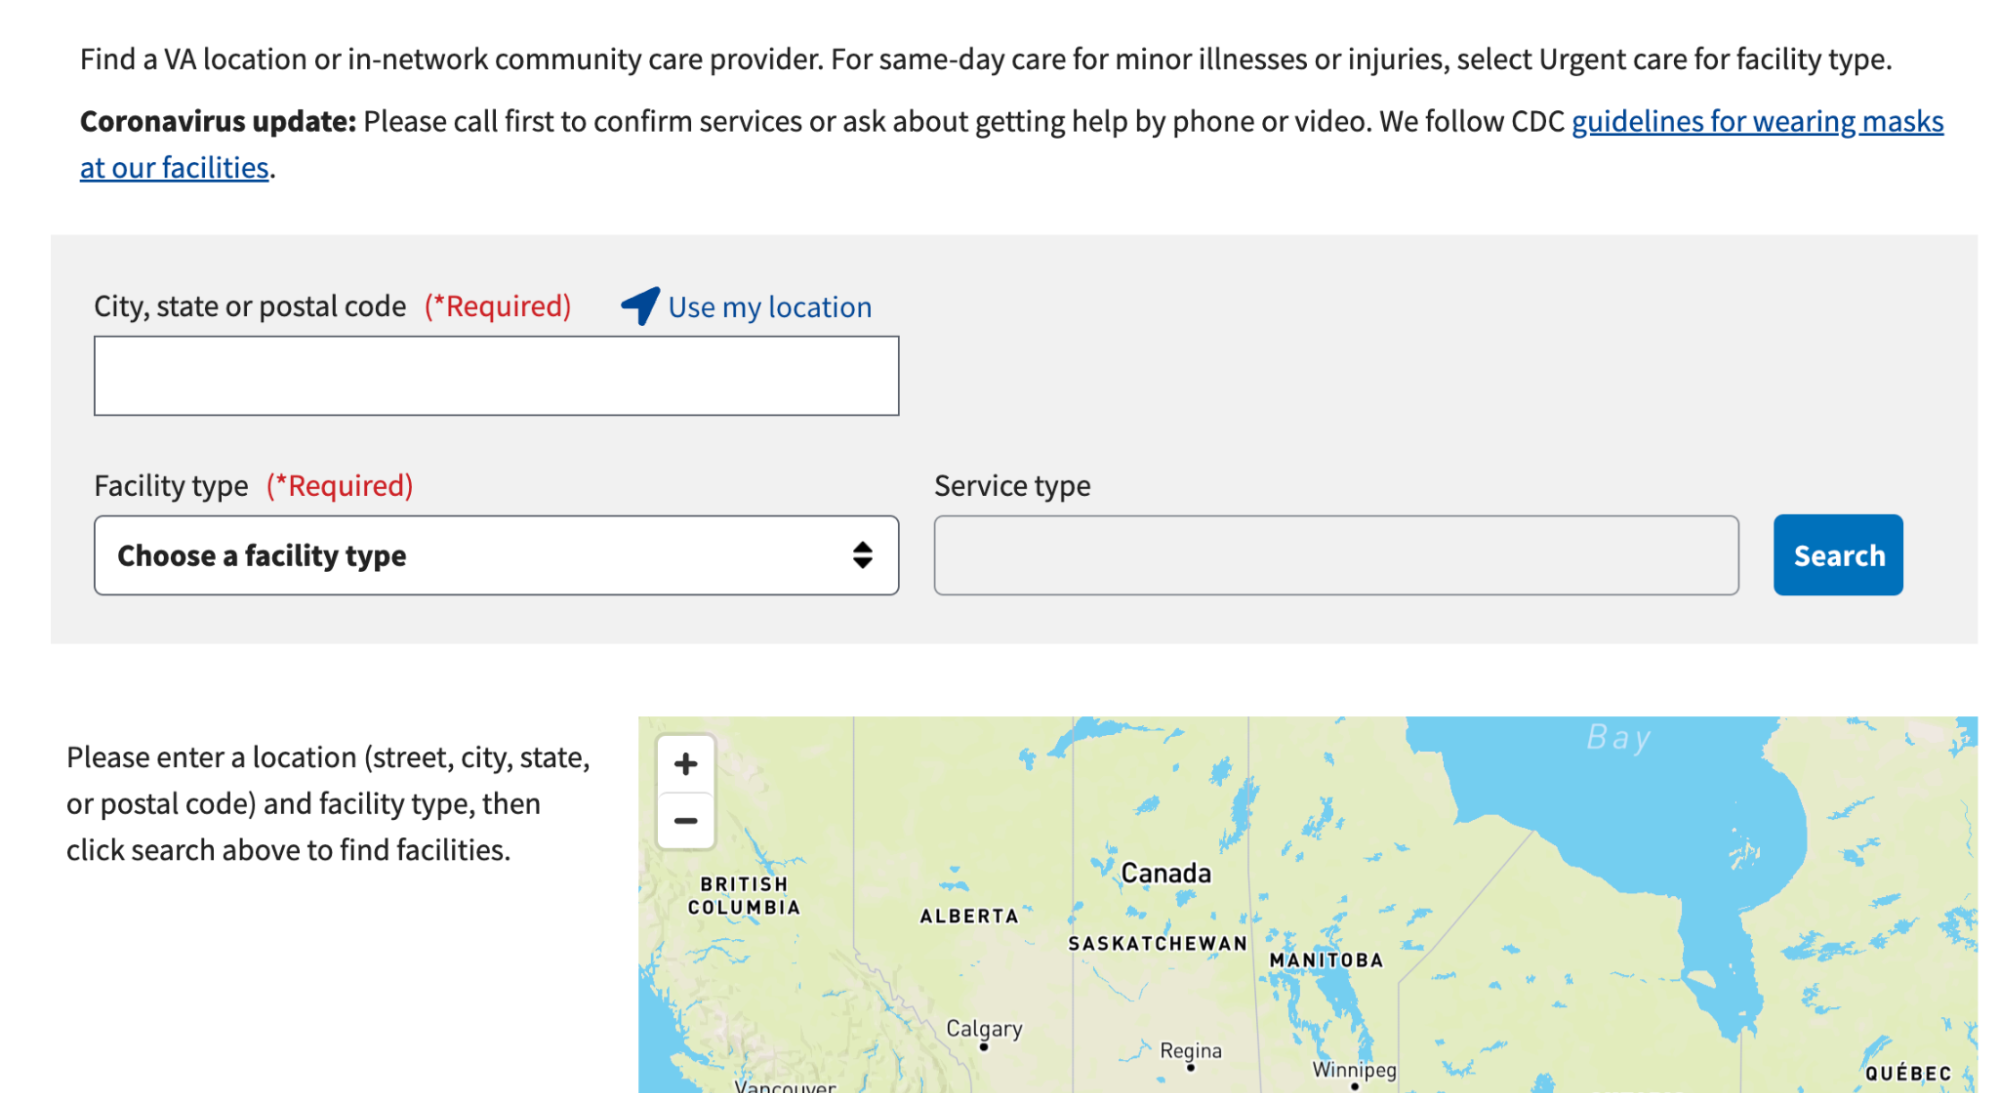 Find a VA location or in-network community care provider. For same-day care for minor illnesses or injuries, select Urgent care for facility type.
Coronavirus update: Please call first to confirm services or ask about getting help by phone or video. We follow CDC guidelines for wearing masks
at our facilities.
City, state or postal code (*Required) Use my location
Facility type (*Required) Service type
Choose a facility type Search
Please enter a location (street, city, state,
or postal code) and facility type, then
click search above to find facilities.
+
−
Bay
Canada
BRITISH
COLUMBIA
ALBERTA
SASKATCHEWAN
MANITOBA
Calgary
Regina
Winnipeg
QUÉBEC
Vancouver